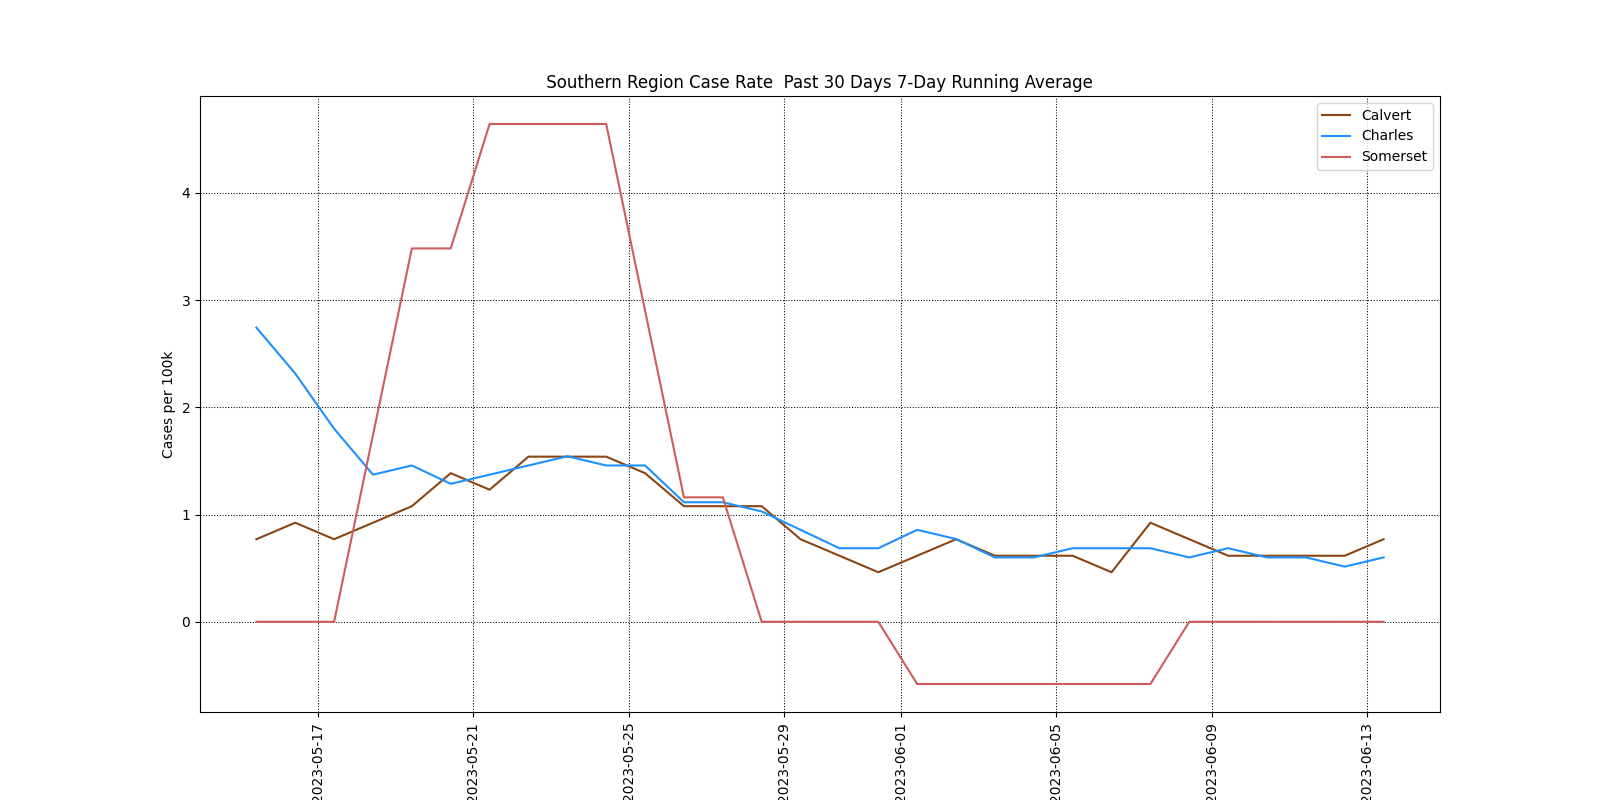 Southern Region Case Rate  Past 30 Days 7-Day Running Average
Calvert
Charles
Somerset
Cases per 100k
4
3
2
1
0
2023-05-17
2023-05-21
2023-05-25
2023-05-29
2023-06-01
2023-06-05
2023-06-09
2023-06-13